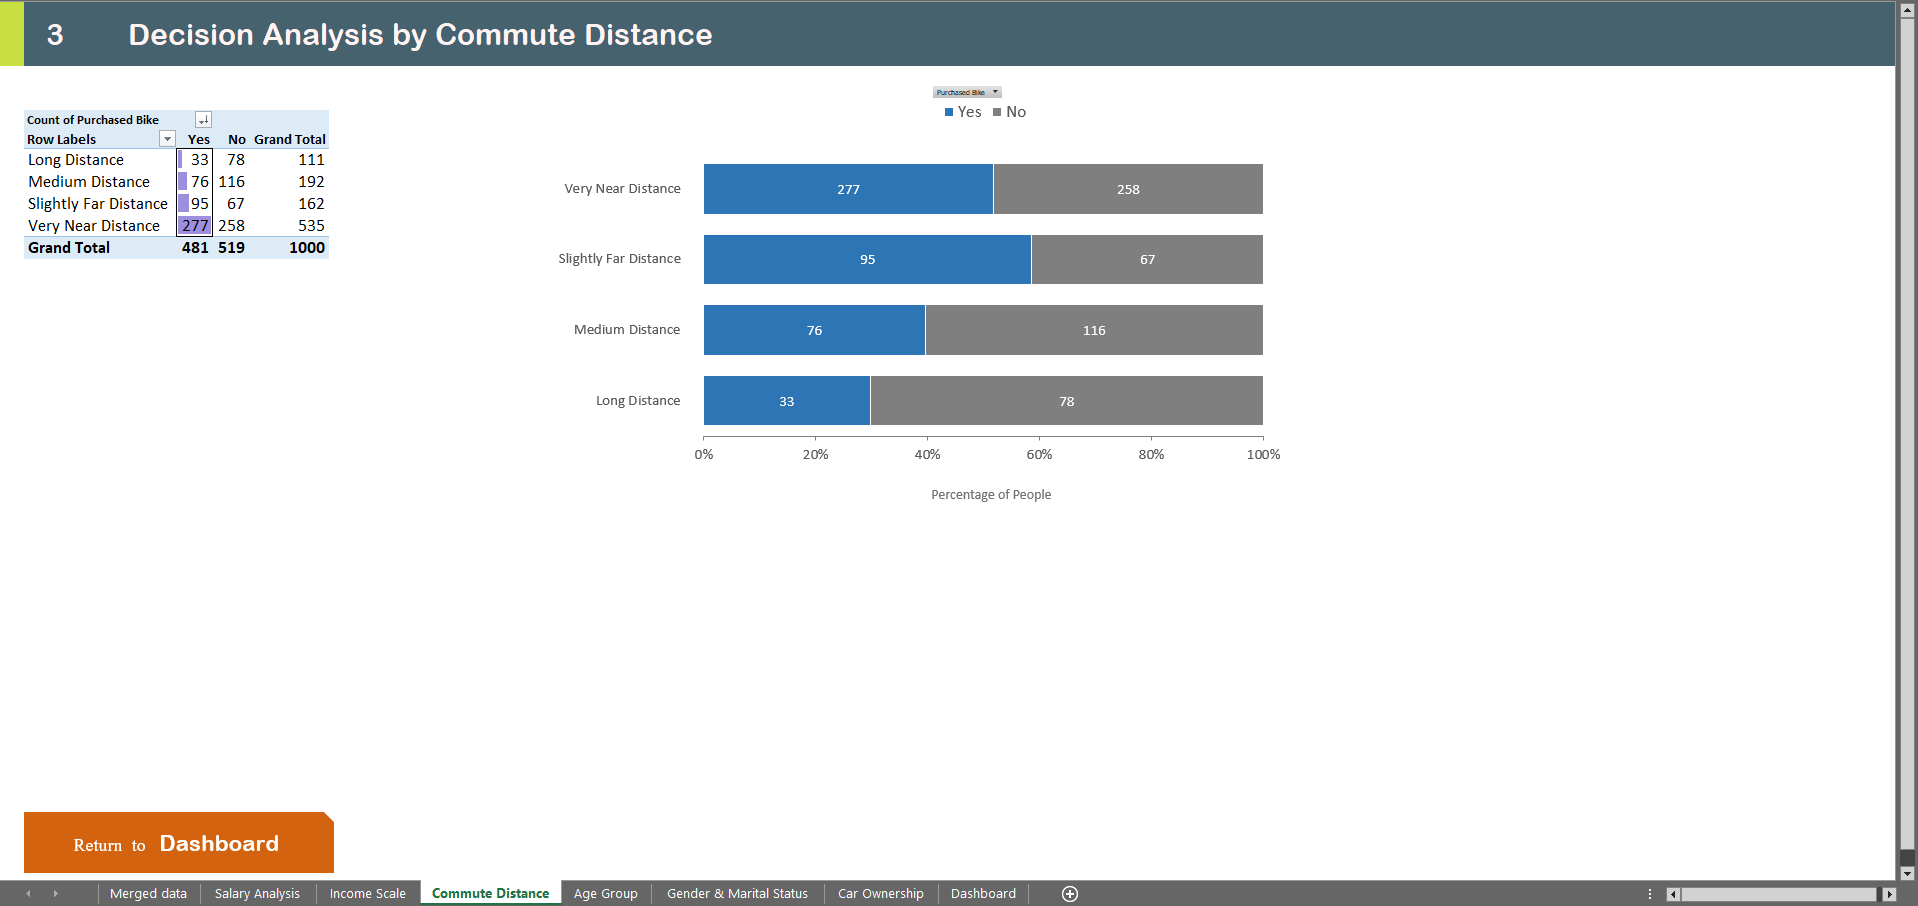 3 Decision Analysis by Commute Distance
Count of Purchased Bike
Row Labels Yes No Grand Total
Long Distance 33 78 111
Medium Distance 76 116 192
Slightly Far Distance 95 67 162
Very Near Distance 277 258 535
Grand Total 481 519 1000
Purchased Bike
Yes No
Very Near Distance 277 258
Slightly Far Distance 95 67
Medium Distance 76 116
Long Distance 33 78
0% 20% 40% 60% 80% 100%
Percentage of People
Return to Dashboard
Merged data Salary Analysis Income Scale Commute Distance Age Group Gender & Marital Status Car Ownership Dashboard